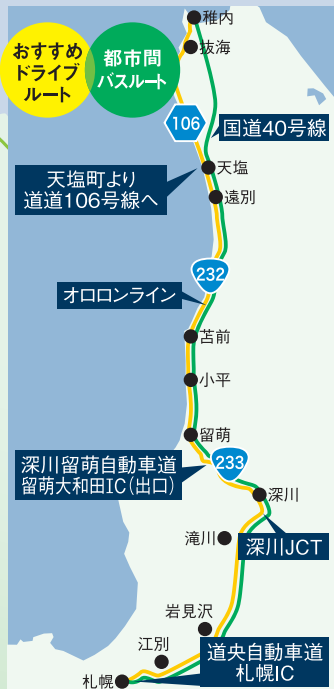 おすすめ
ドライブ
ルート
都市間
バスルート
稚内
抜海
106
国道40号線
天塩町より
道道106号線へ
天塩
遠別
232
オロロンライン
苫前
小平
留萌
深川留萌自動車道
留萌大和田IC(出口)
233
深川
滝川
深川JCT
岩見沢
江別
道央自動車道
札幌IC
札幌